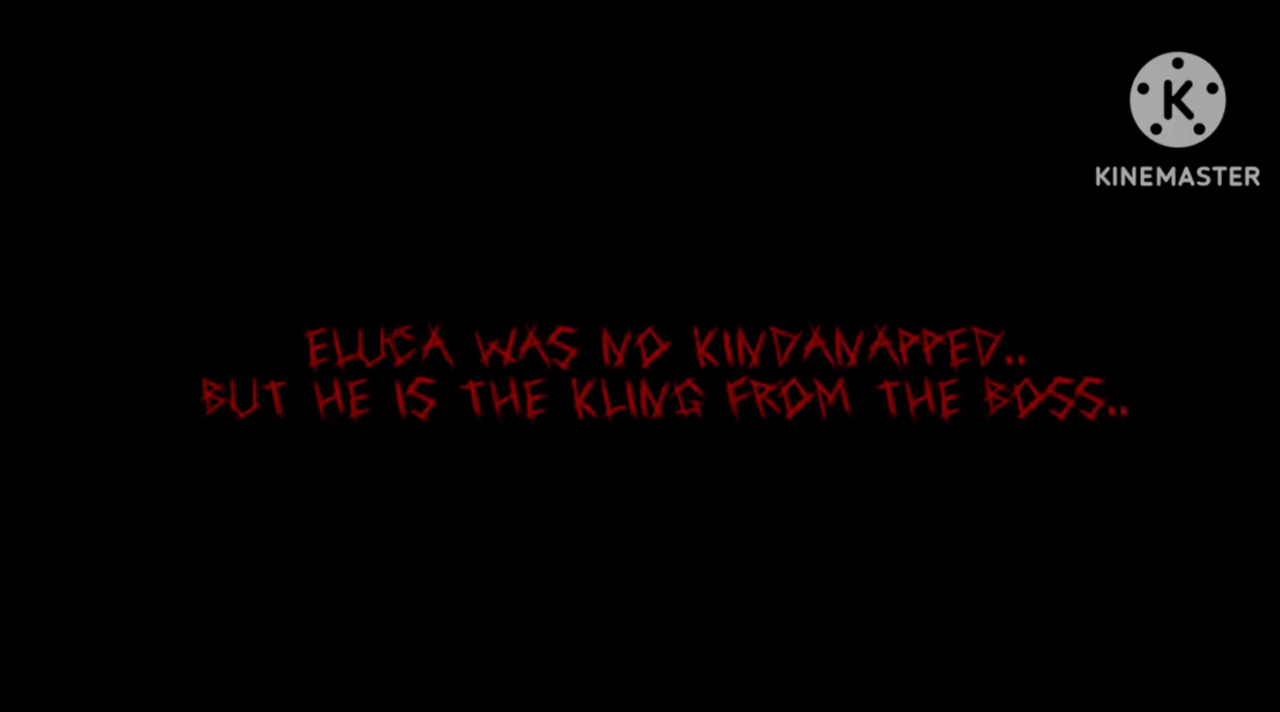 K
KINEMASTER
ELUCA WAS NO KINDANAPPED..
BUT HE IS THE KLING FROM THE BOSS..